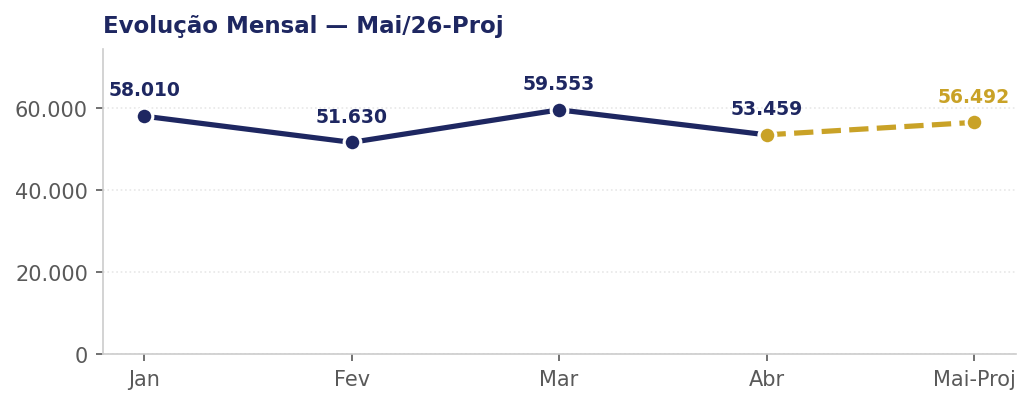 Evolução Mensal — Mai/26-Proj
58.010
51.630
59.553
53.459
56.492
60.000
40.000
20.000
0
Jan
Fev
Mar
Abr
Mai-Proj